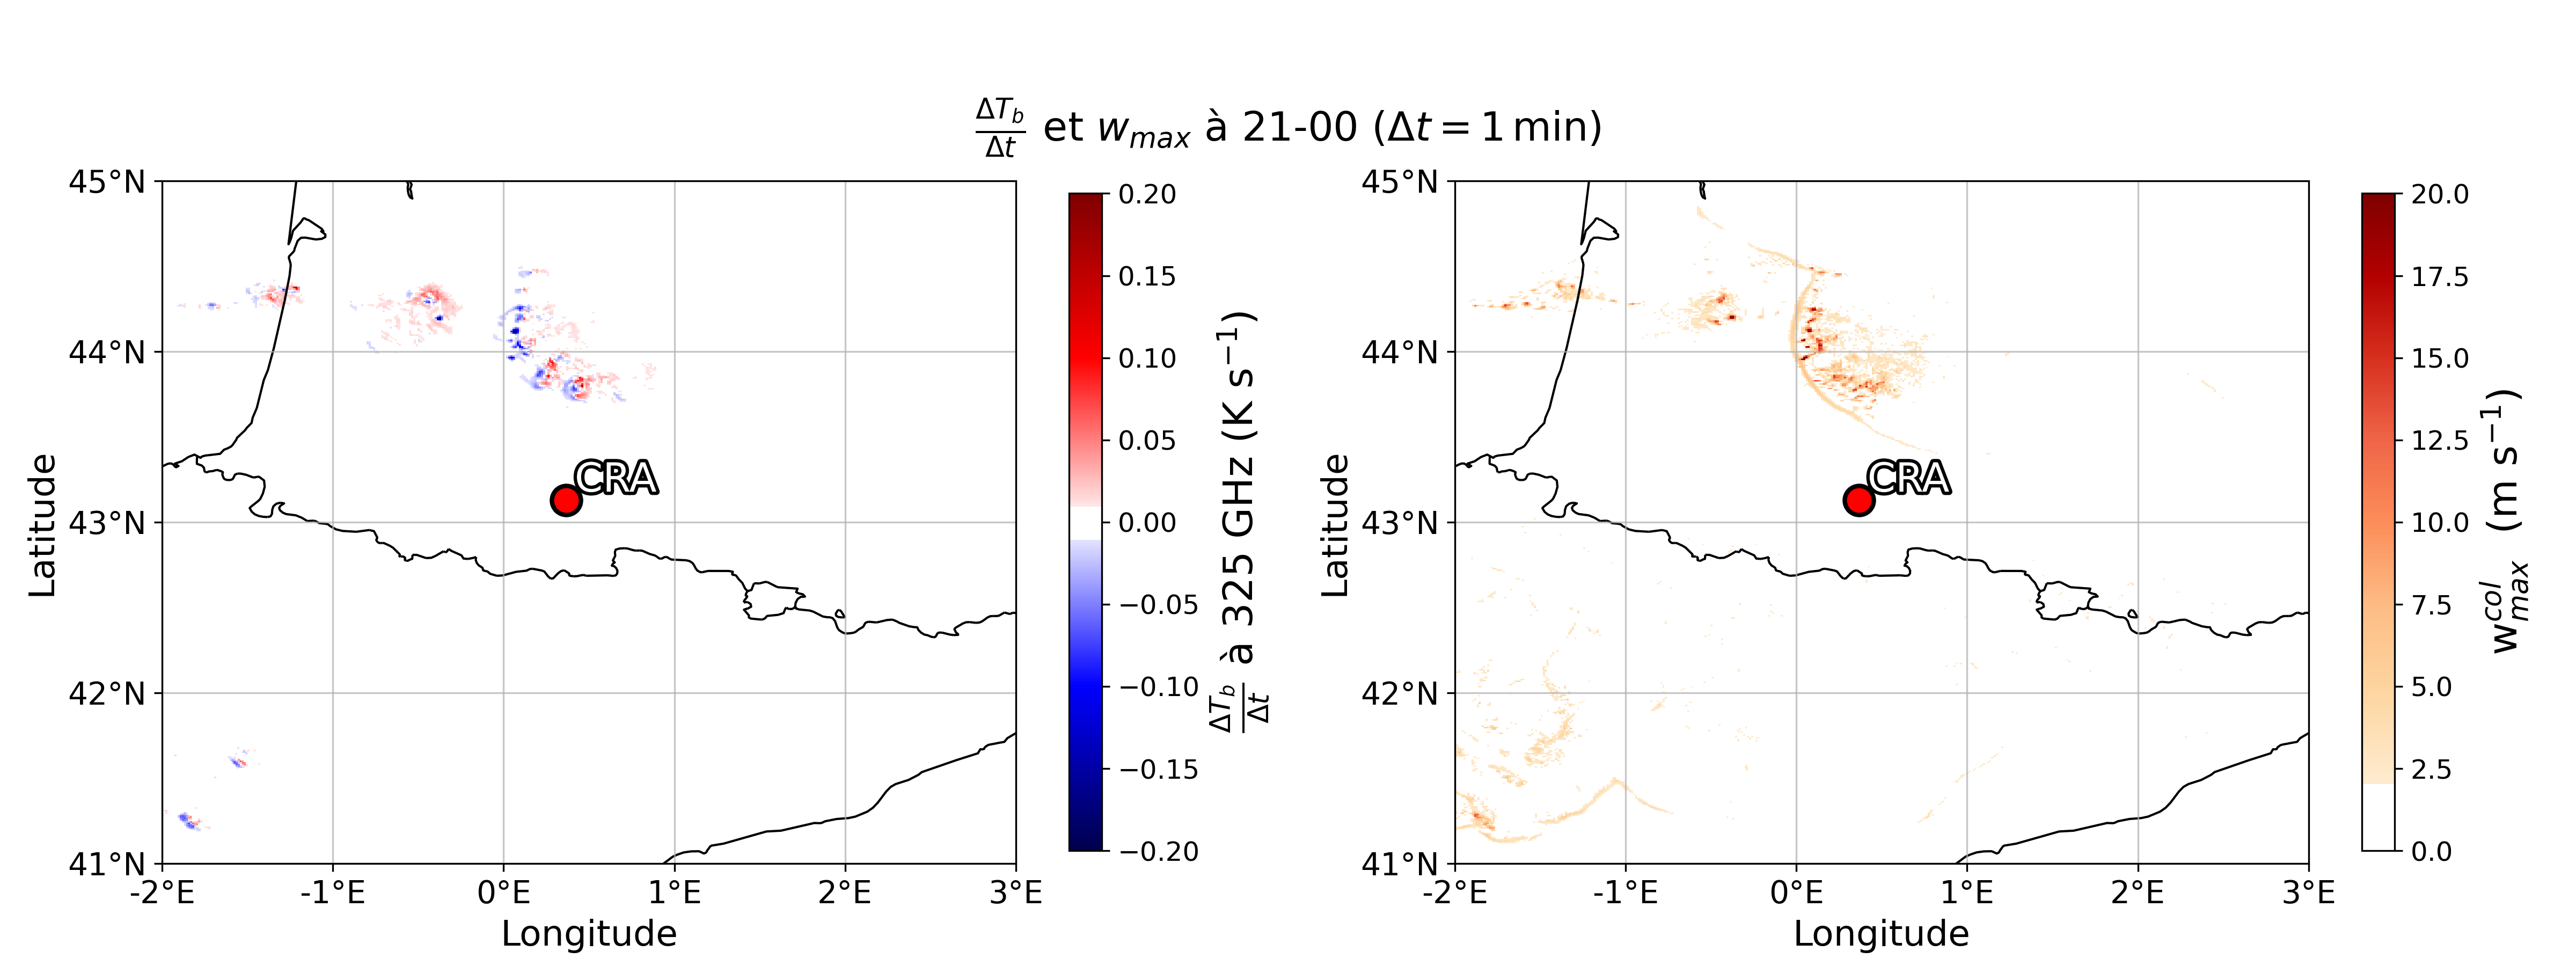 ΔT_b/Δt et w_max à 21-00 (Δt = 1 min)
45°N
44°N
43°N
42°N
41°N
Latitude
-2°E
-1°E
0°E
1°E
2°E
3°E
Longitude
CRA
0.20
0.15
0.10
0.05
0.00
−0.05
−0.10
−0.15
−0.20
ΔT_b/Δt à 325 GHz (K s⁻¹)
45°N
44°N
43°N
42°N
41°N
Latitude
-2°E
-1°E
0°E
1°E
2°E
3°E
Longitude
CRA
20.0
17.5
15.0
12.5
10.0
7.5
5.0
2.5
0.0
w_max^col (m s⁻¹)